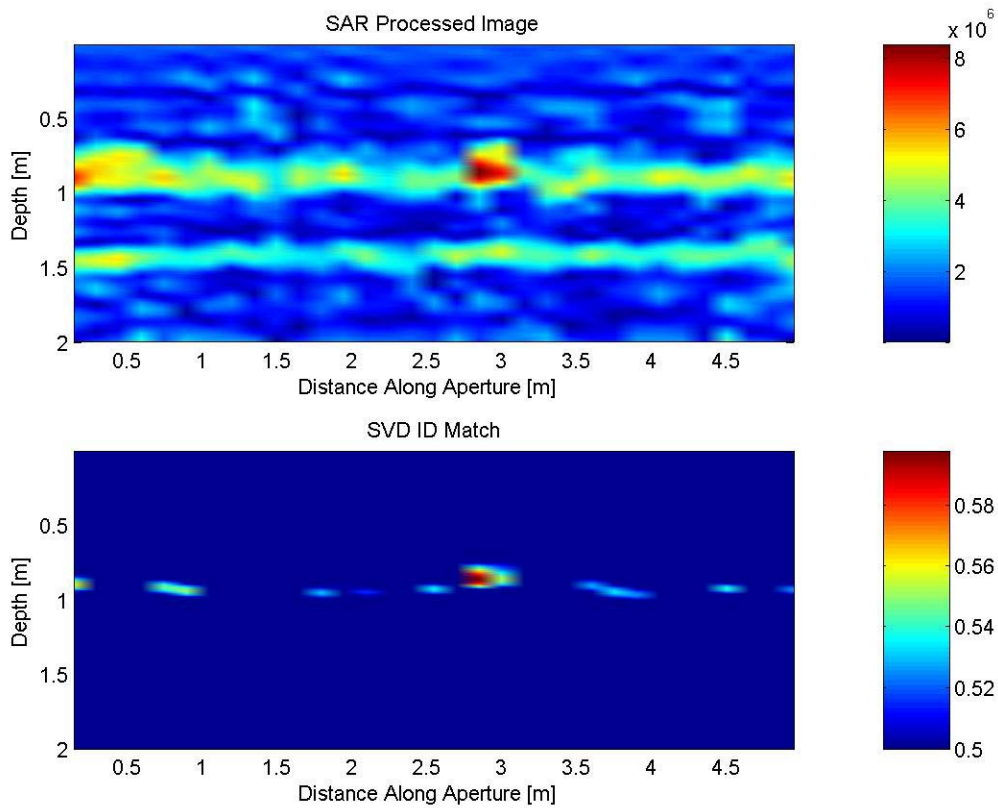 SAR Processed Image
x 10^6
8
6
4
2
0.5
1
1.5
2
Depth [m]
0.5 1 1.5 2 2.5 3 3.5 4 4.5
Distance Along Aperture [m]
SVD ID Match
0.58
0.56
0.54
0.52
0.5
0.5
1
1.5
2
Depth [m]
0.5 1 1.5 2 2.5 3 3.5 4 4.5
Distance Along Aperture [m]